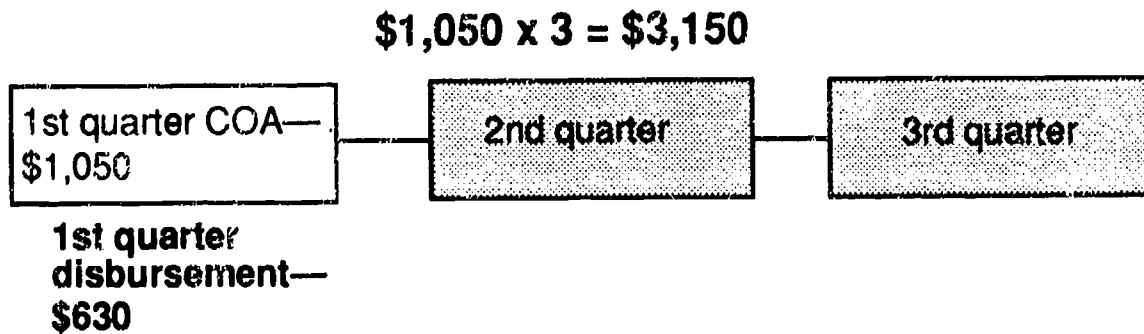 $1,050 x 3 = $3,150
1st quarter COA—
$1,050
2nd quarter
3rd quarter
1st quarter
disbursement—
$630